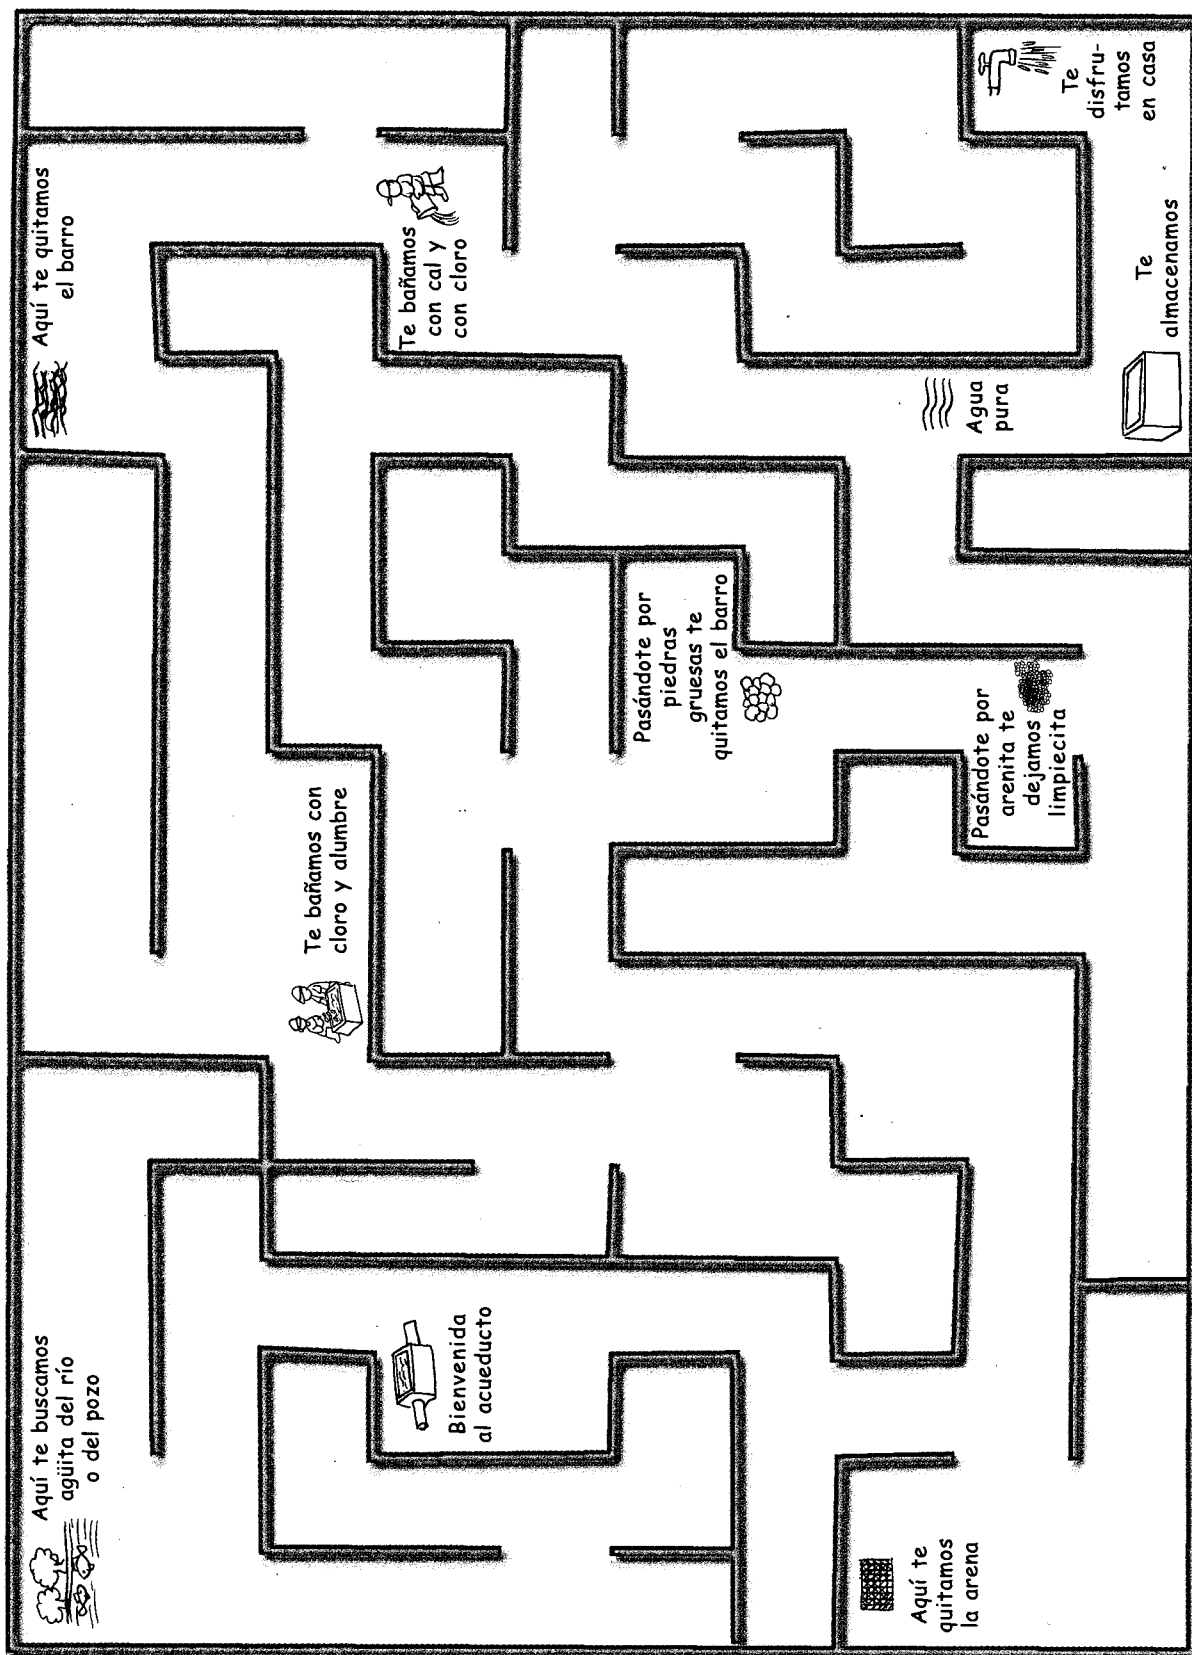 Aquí te buscamos
agüita del río
o del pozo
Bienvenida
al acueducto
Aquí te
quitamos
la arena
Te bañamos con
cloro y alumbre
Aquí te quitamos
el barro
Pasándote por
piedras
gruesas te
quitamos el barro
Pasándote por
arenita te
dejamos
limpiecita
Te bañamos
con cal y
con cloro
Agua
pura
Te
almacenamos
Te
disfru-
tamos
en casa